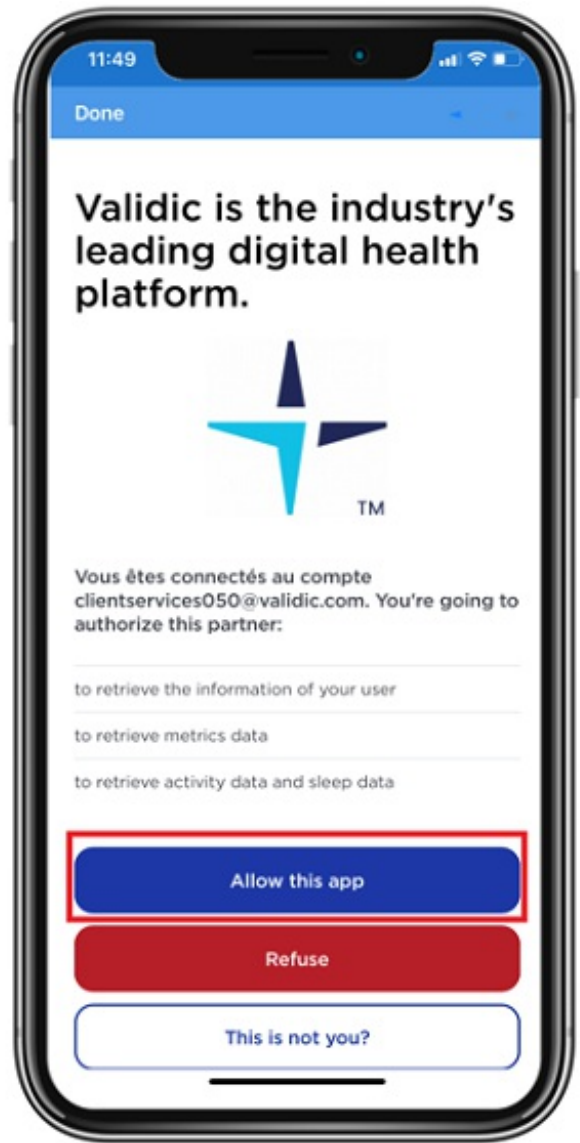 11:49
Done
Validic is the industry's
leading digital health
platform.
TM
Vous êtes connectés au compte
clientservices050@validic.com. You're going to
authorize this partner:
to retrieve the information of your user
to retrieve metrics data
to retrieve activity data and sleep data
Allow this app
Refuse
This is not you?